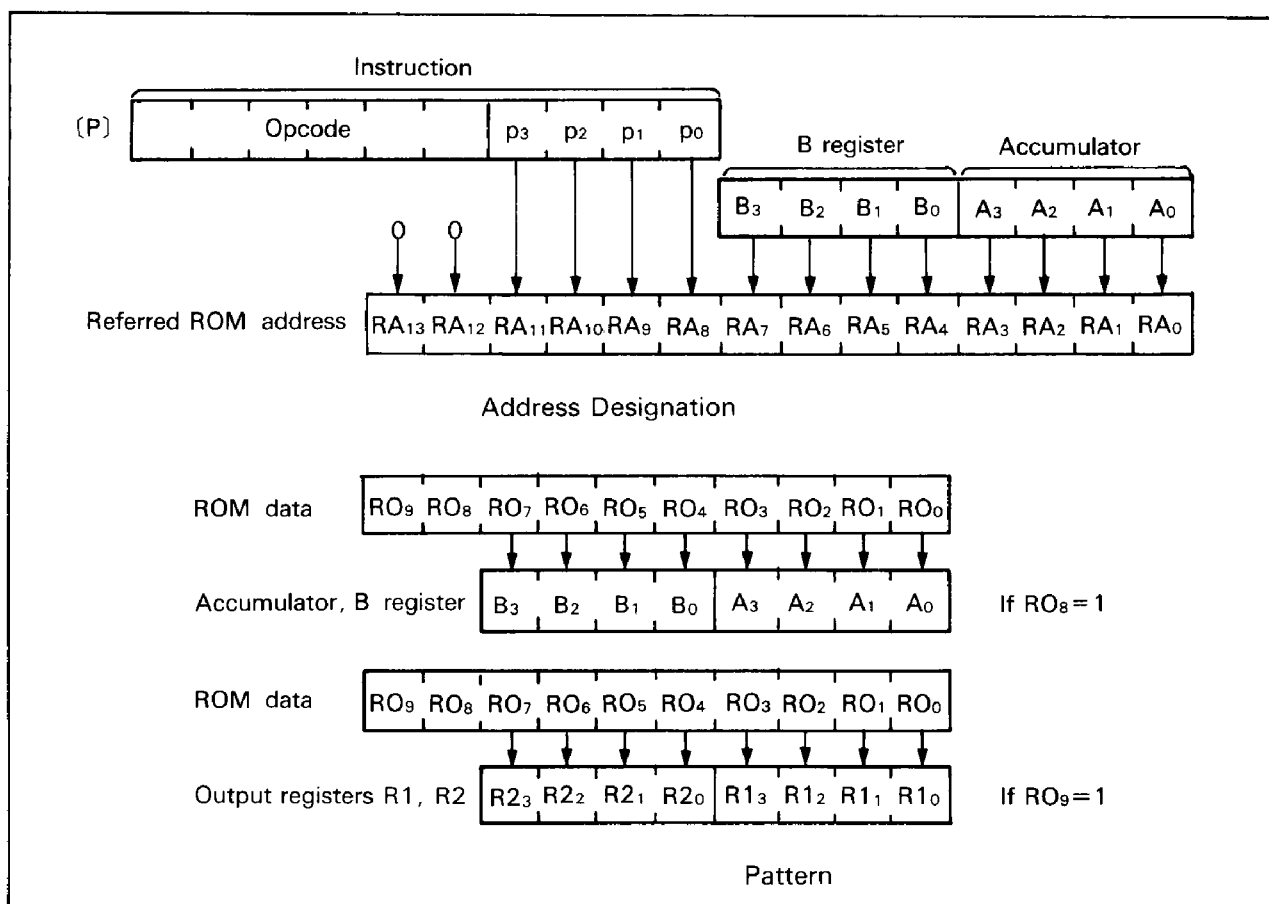 Instruction
[P] Opcode p3 p2 p1 p0
B register Accumulator
B3 B2 B1 B0 A3 A2 A1 A0
0 0
Referred ROM address RA13 RA12 RA11 RA10 RA9 RA8 RA7 RA6 RA5 RA4 RA3 RA2 RA1 RA0
Address Designation
ROM data RO9 RO8 RO7 RO6 RO5 RO4 RO3 RO2 RO1 RO0
Accumulator, B register B3 B2 B1 B0 A3 A2 A1 A0 If RO8=1
ROM data RO9 RO8 RO7 RO6 RO5 RO4 RO3 RO2 RO1 RO0
Output registers R1, R2 R23 R22 R21 R20 R13 R12 R11 R10 If RO9=1
Pattern